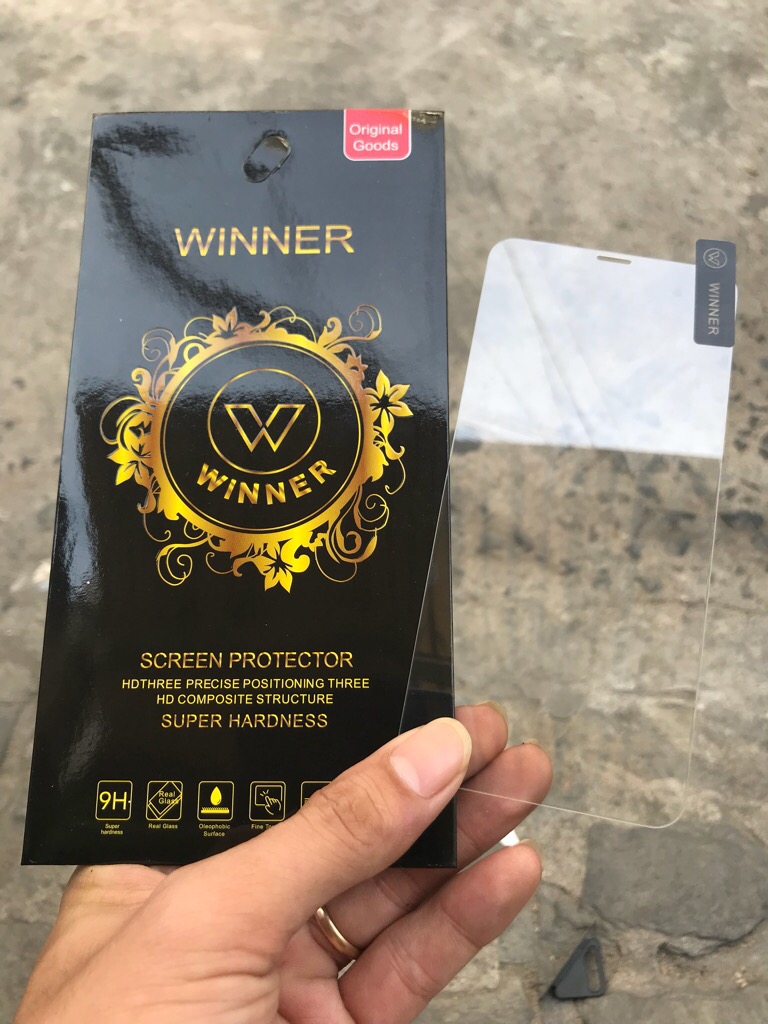 Original
Goods
WINNER
W
WINNER
SCREEN PROTECTOR
HDTHREE PRECISE POSITIONING THREE
HD COMPOSITE STRUCTURE
SUPER HARDNESS
9H
Super
hardness
Real
Glass
Real Glass
Oleophobic
Surface
Fine
W
WINNER